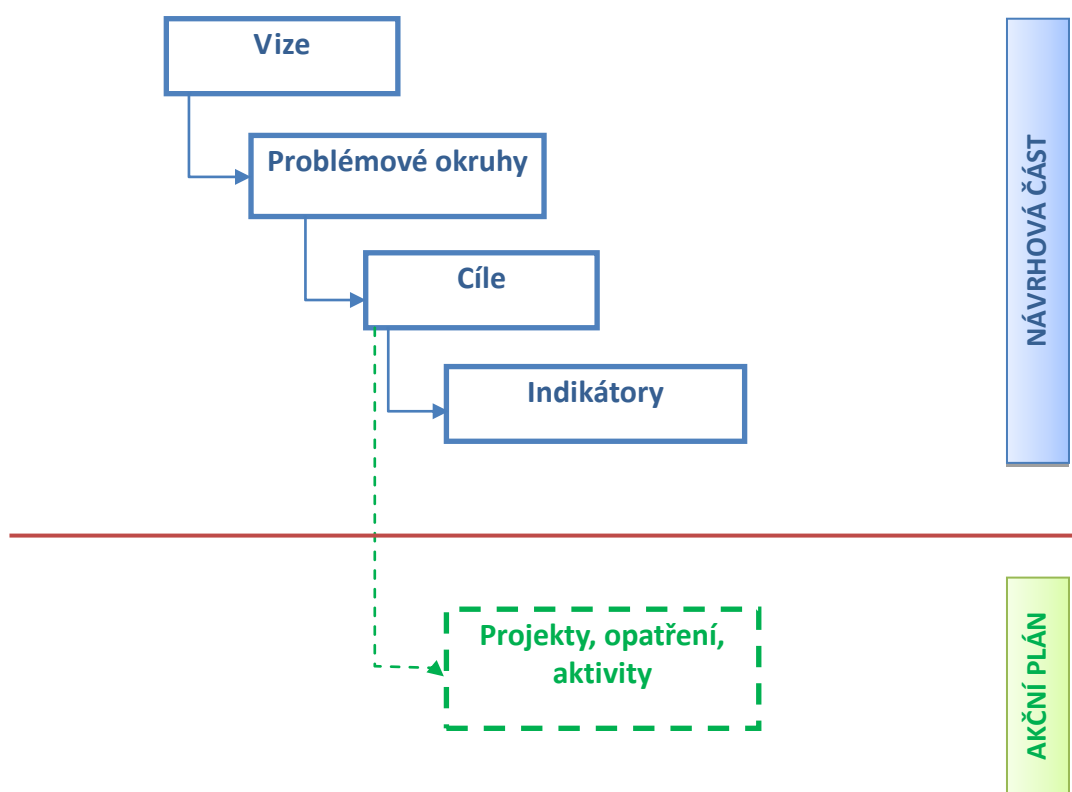 Vize
Problémové okruhy
Cíle
Indikátory
NÁVRHOVÁ ČÁST
Projekty, opatření,
aktivity
AKČNÍ PLÁN